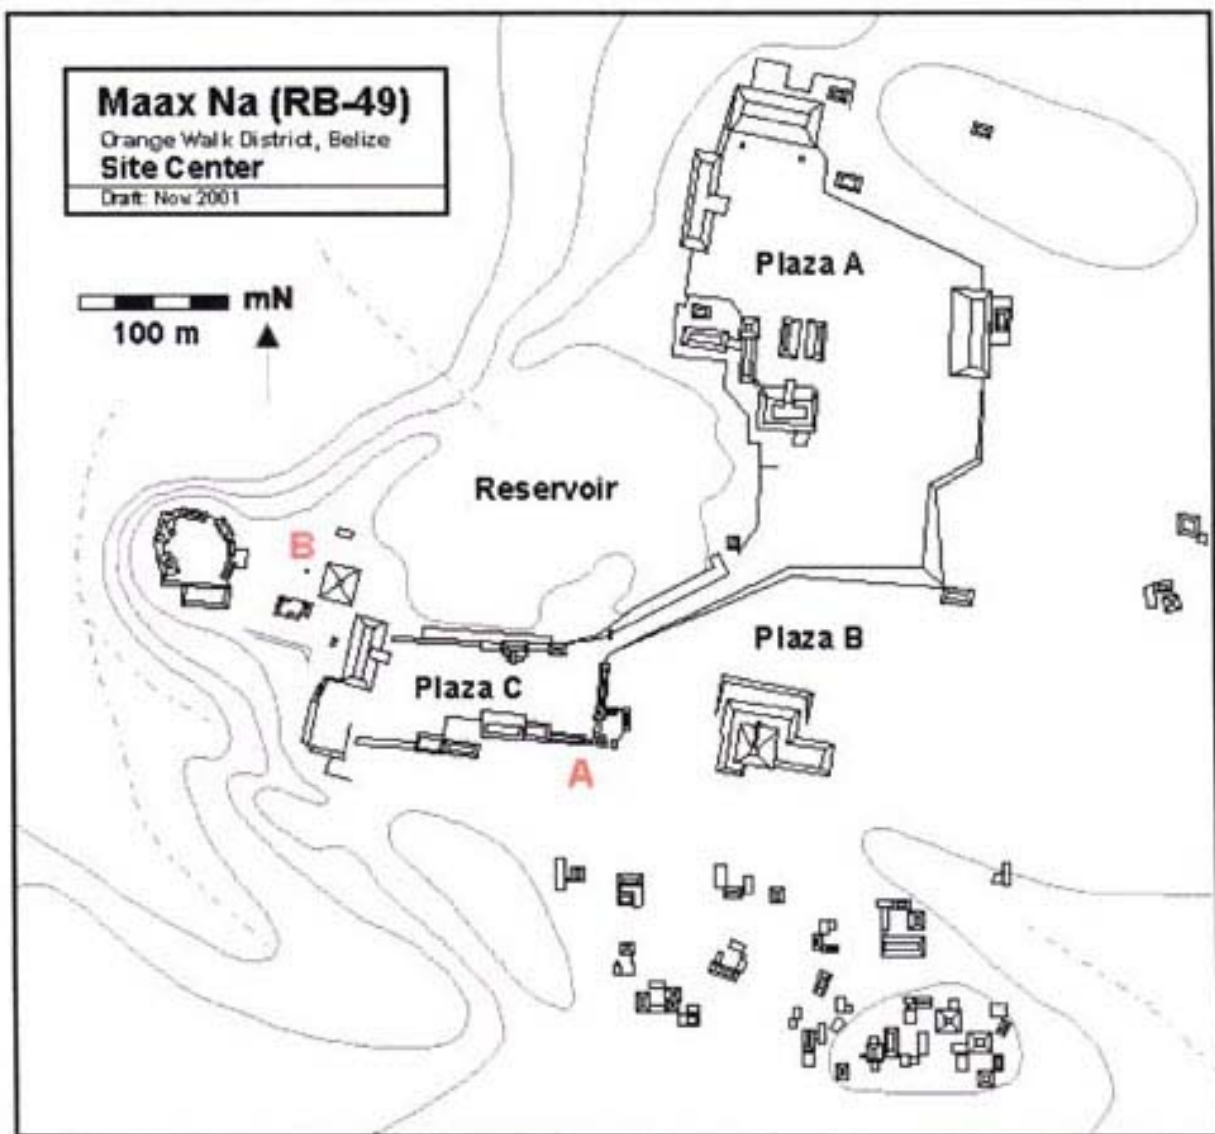 Maax Na (RB-49)
Orange Walk District, Belize
Site Center
Draft: Nov 2001
mN
100 m
Plaza A
Reservoir
B
Plaza B
Plaza C
A